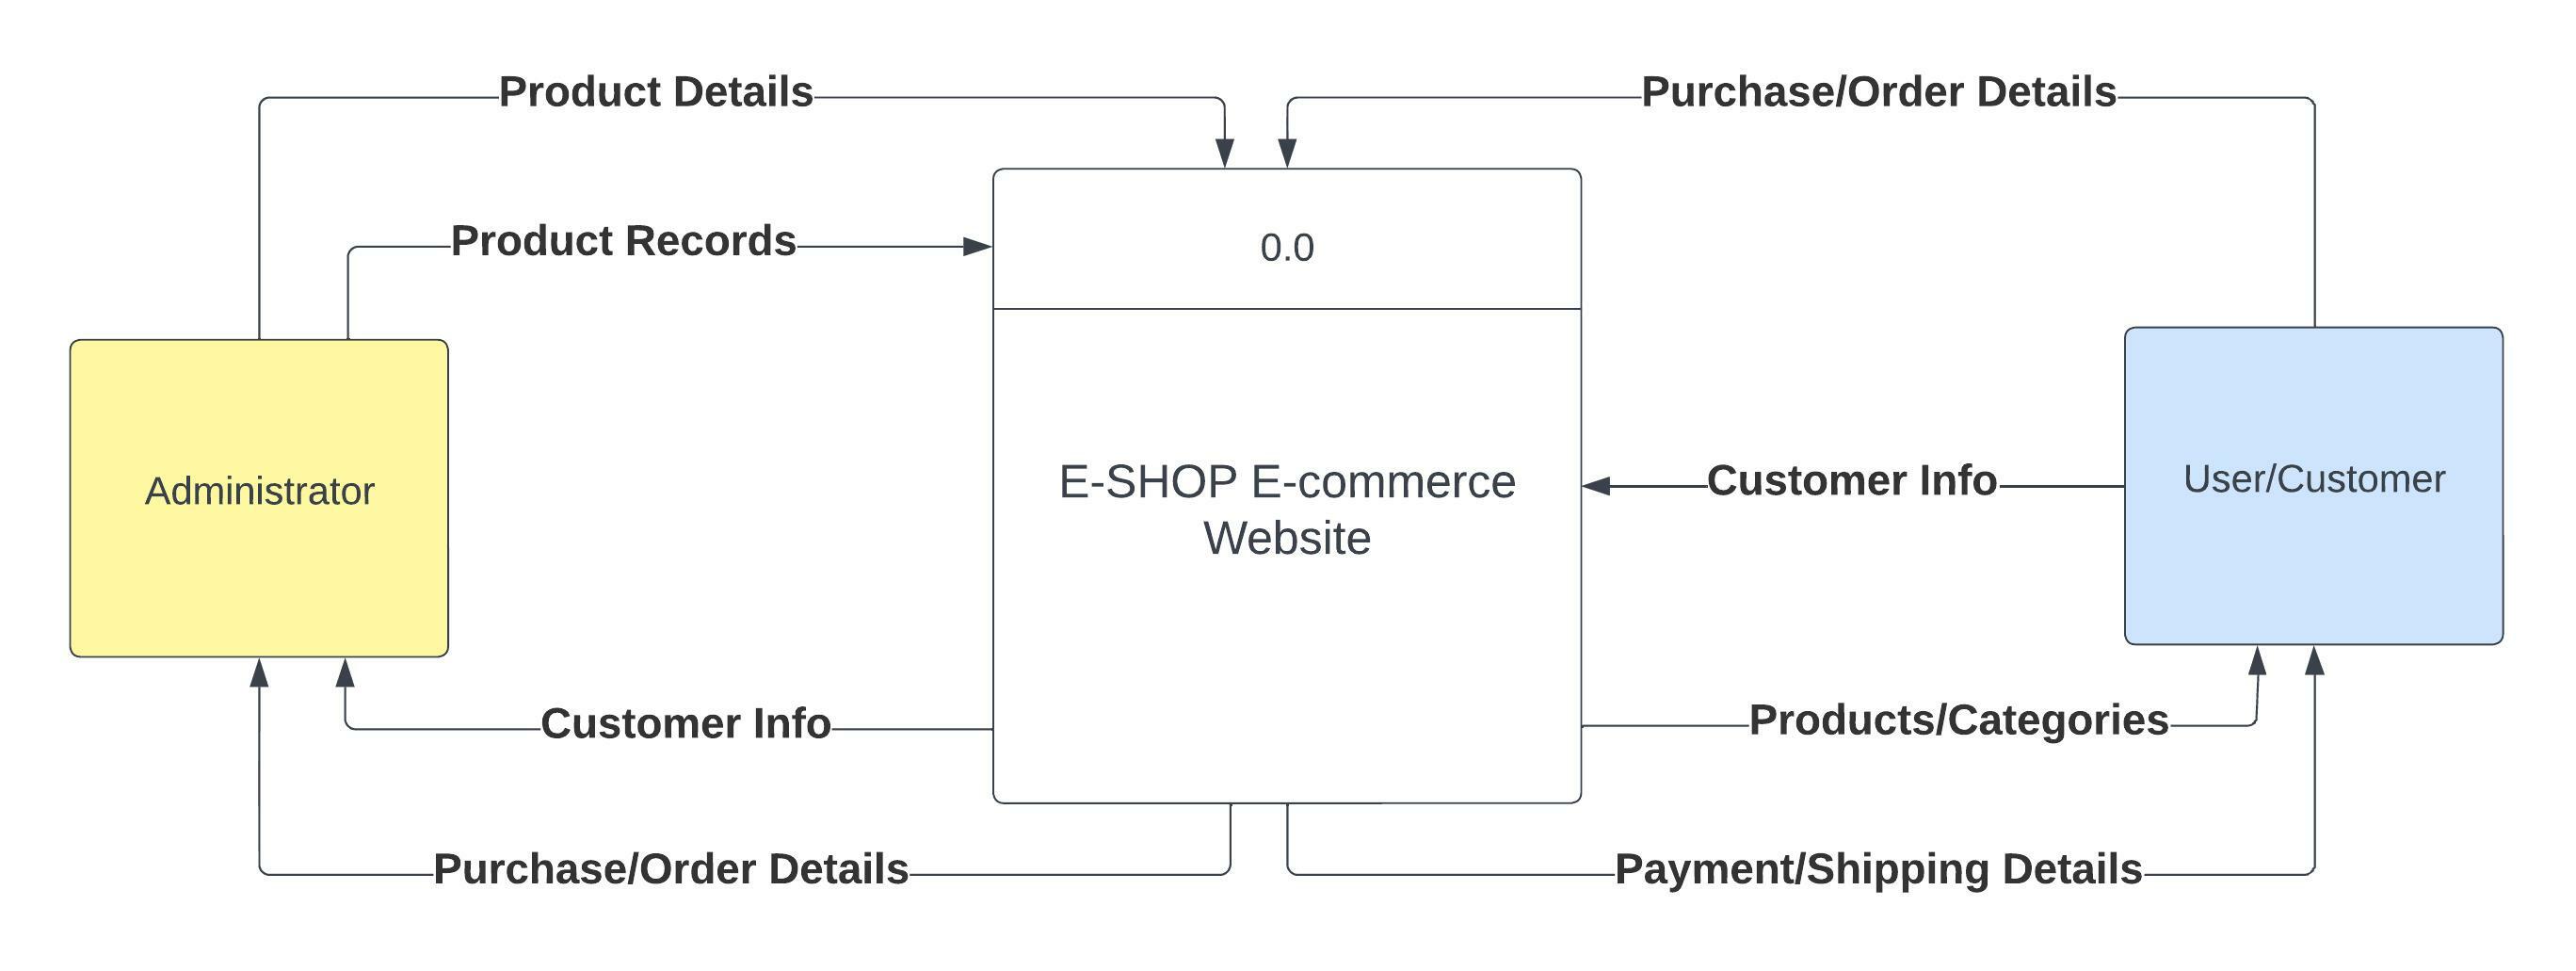 Product Details
Purchase/Order Details
Product Records
0.0
Administrator
E-SHOP E-commerce
Website
Customer Info
User/Customer
Customer Info
Products/Categories
Purchase/Order Details
Payment/Shipping Details